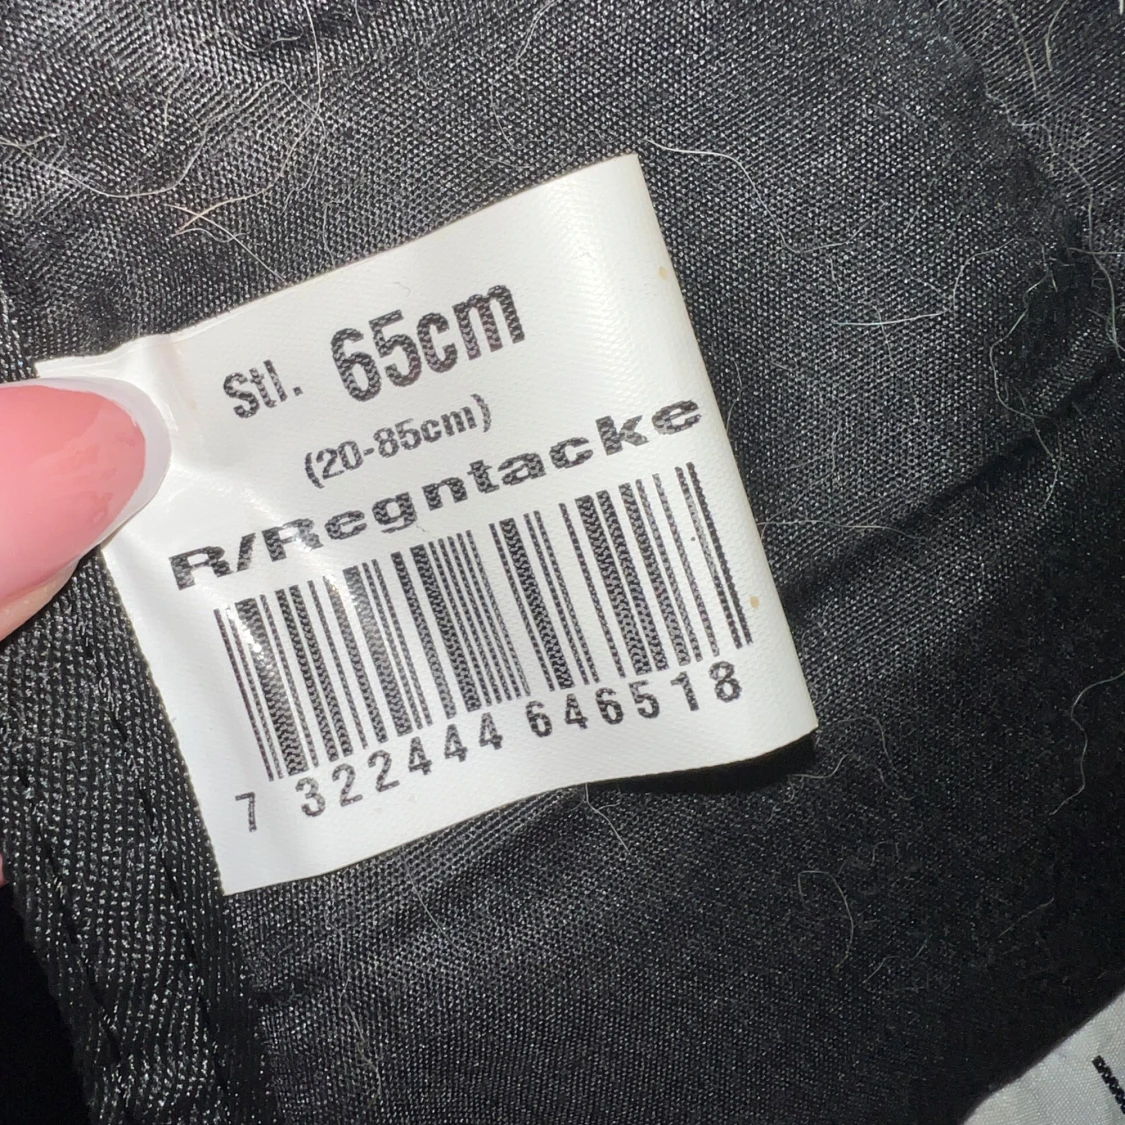 Stl. 65cm
(20-85cm)
R/Regntacke
7 322444 646518